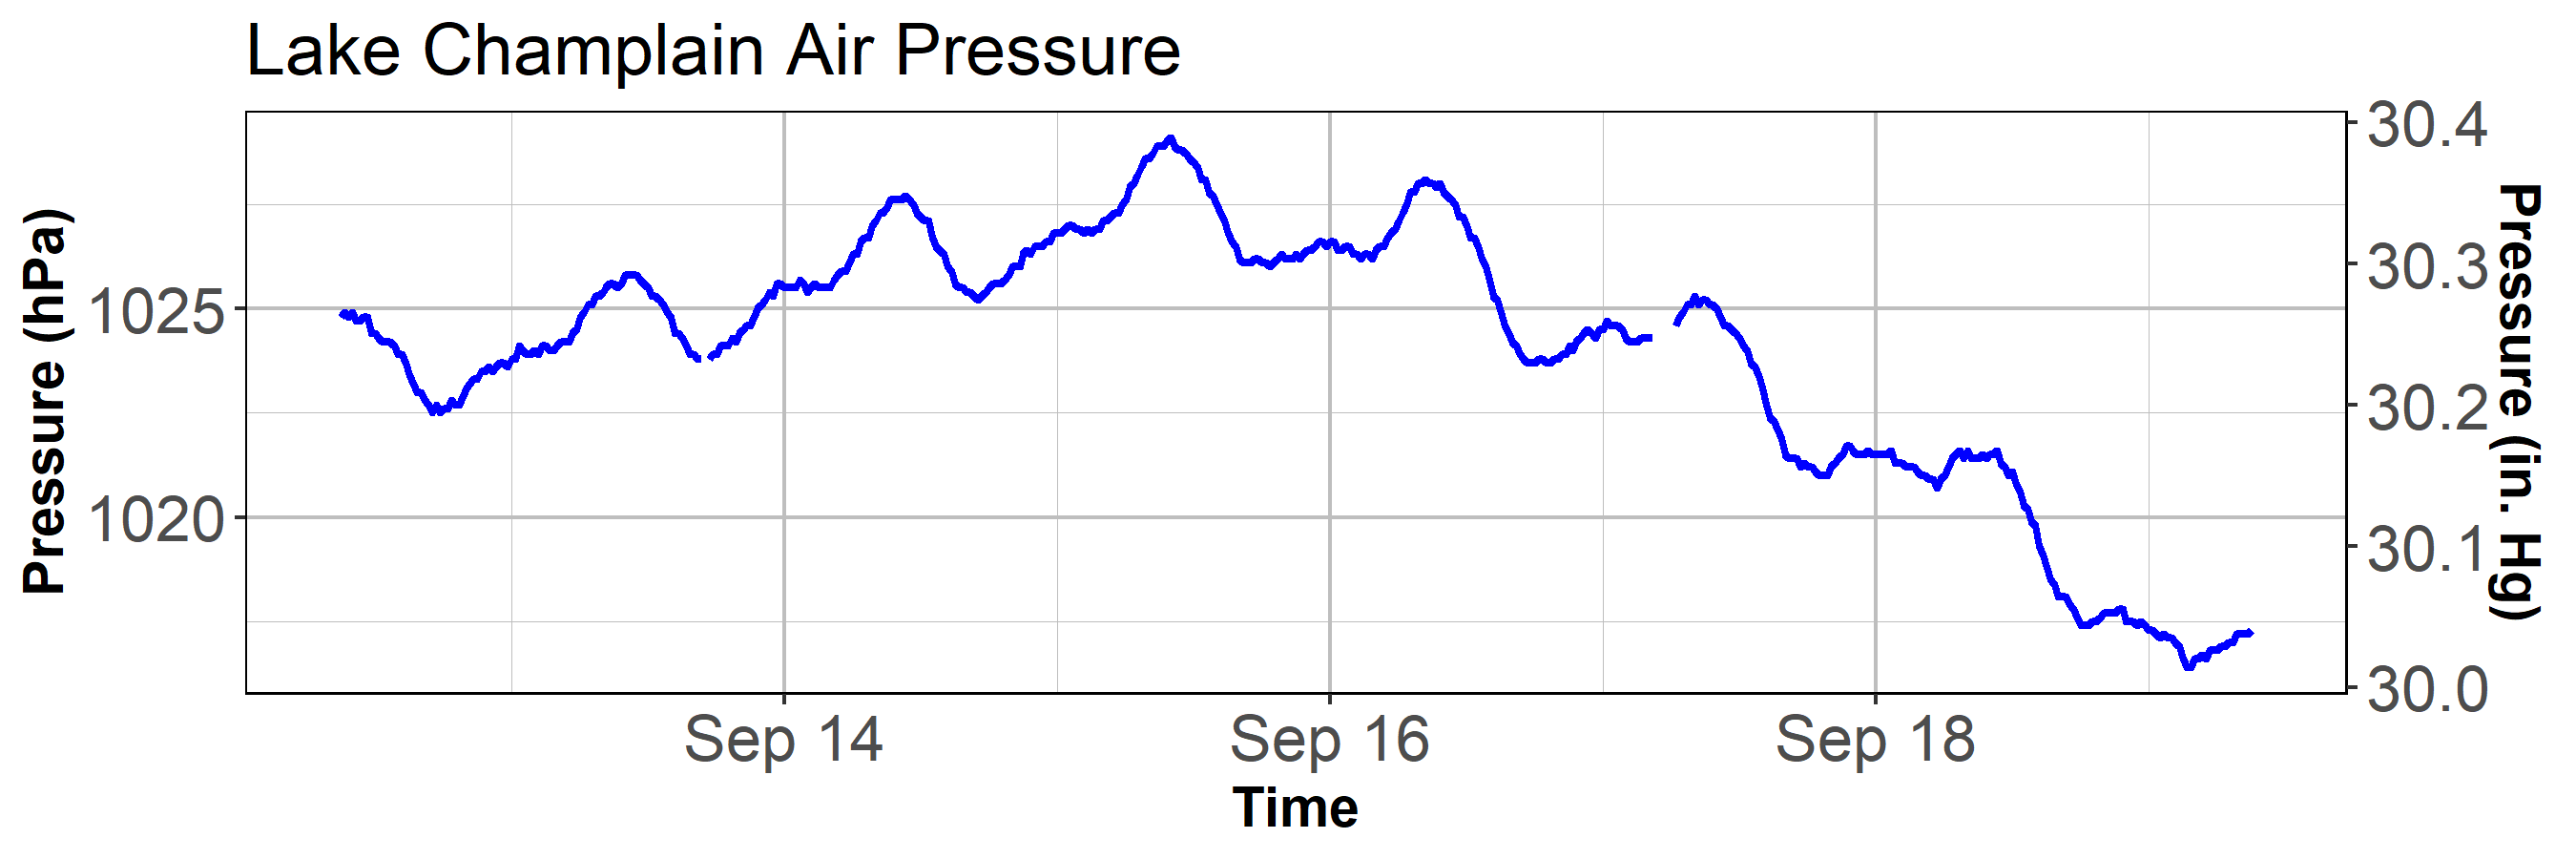 Lake Champlain Air Pressure
Pressure (hPa)
1025
1020
30.4
30.3
30.2
30.1
30.0
Pressure (in. Hg)
Sep 14
Sep 16
Sep 18
Time